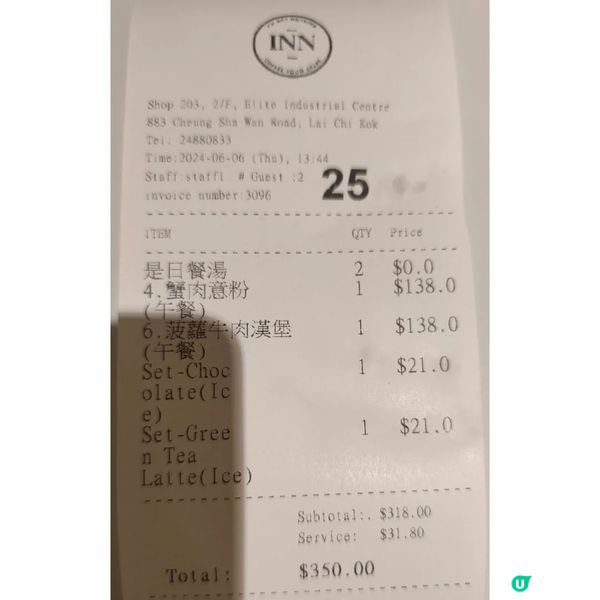 INN
Shop 203, 2/F, Elite Industriel Centre
883 Cheung Sha Wan Road, Lai Chi Kok
Tel: 24880833
Time:2024-06-06 (Thu), 13:44
Staff:staff1 # Guest :2 25
invoice number:3096
ITEM QTY Price
是日餐湯 2 $0.0
4.蟹肉意粉 1 $138.0
(午餐)
6.菠蘿牛肉漢堡 1 $138.0
(午餐)
Set-Choc 1 $21.0
olate(Ic
e)
Set-Gree 1 $21.0
n Tea
Latte(Ice)
Subtotal:. $318.00
Service: $31.80
Total: $350.00
U